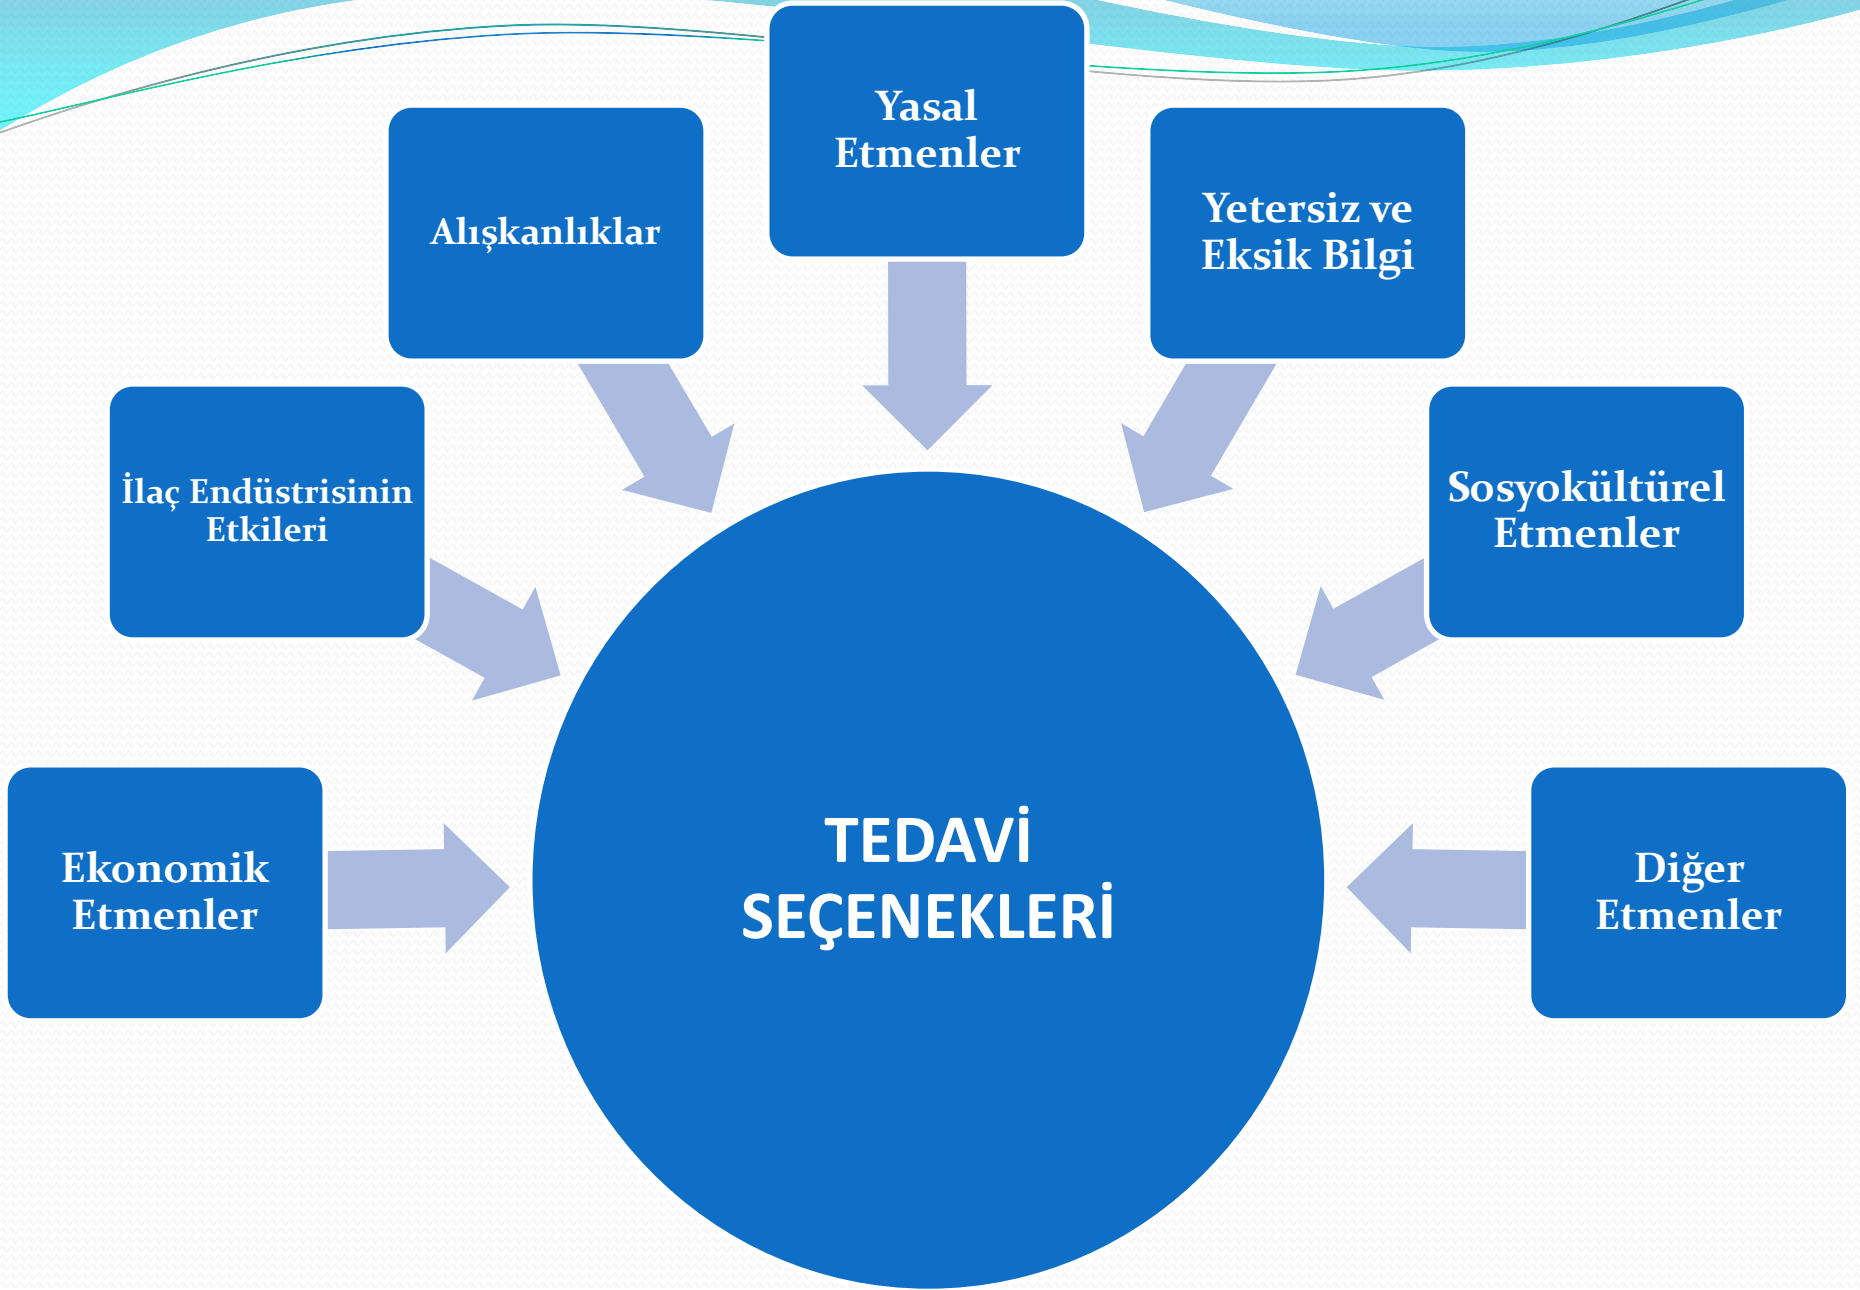 Yasal
Etmenler
Alışkanlıklar
Yetersiz ve
Eksik Bilgi
İlaç Endüstrisinin
Etkileri
Sosyokültürel
Etmenler
Ekonomik
Etmenler
TEDAVİ
SEÇENEKLERİ
Diğer
Etmenler